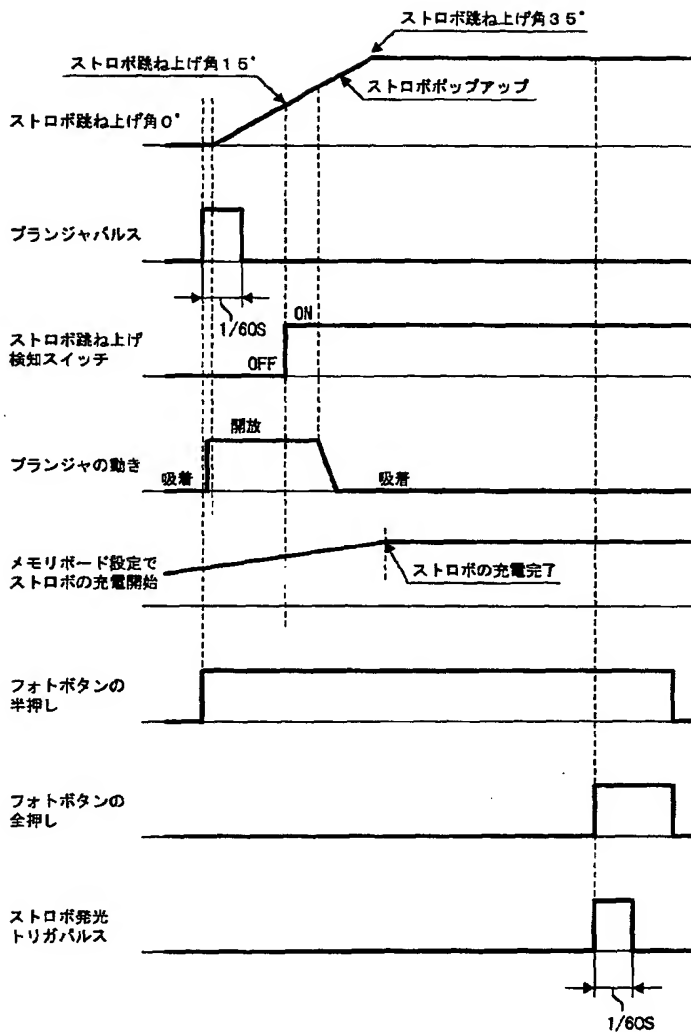 ストロボ跳ね上げ角35°
ストロボ跳ね上げ角15°
ストロボポップアップ
ストロボ跳ね上げ角0°
プランジャパルス
1/60S
ON
ストロボ跳ね上げ
検知スイッチ
OFF
開放
プランジャの動き
吸着
吸着
メモリボード設定で
ストロボの充電開始
ストロボの充電完了
フォトボタンの
半押し
フォトボタンの
全押し
ストロボ発光
トリガパルス
1/60S